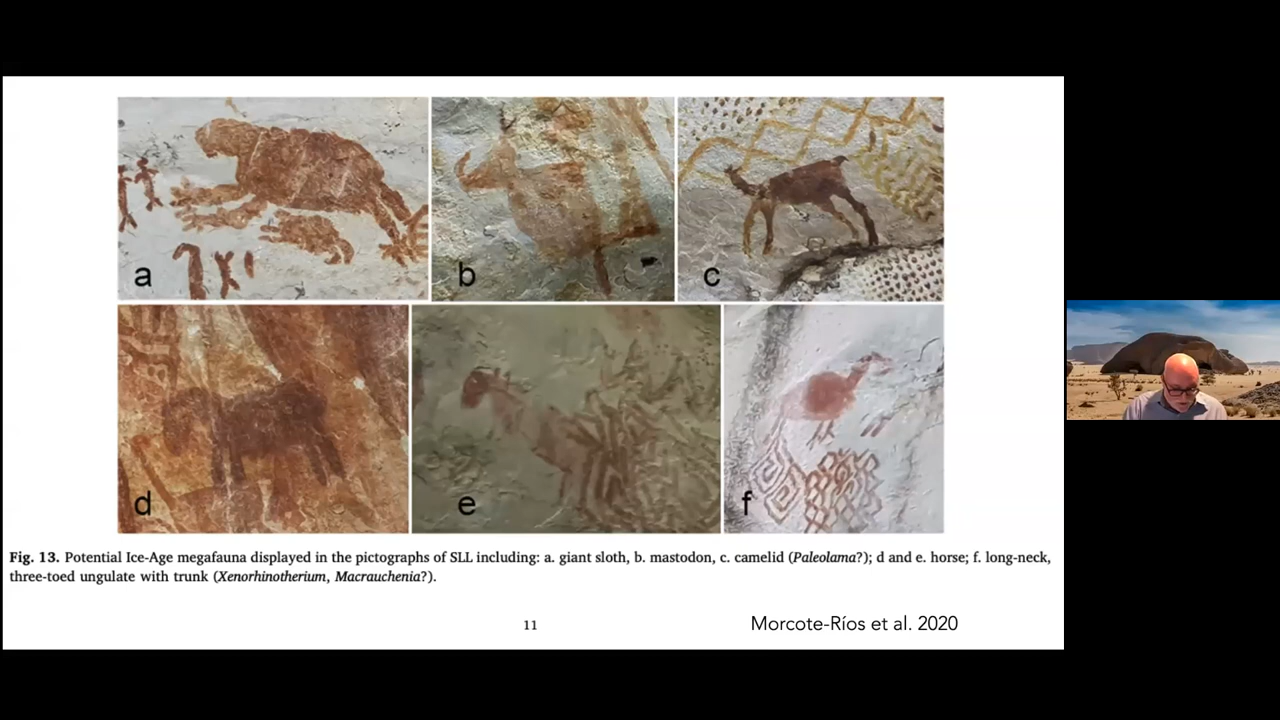 a
b
c
d
e
f
Fig. 13. Potential Ice-Age megafauna displayed in the pictographs of SLL including: a. giant sloth, b. mastodon, c. camelid (Paleolama?); d and e. horse; f. long-neck,
three-toed ungulate with trunk (Xenorhinotherium, Macrauchenia?).
11
Morcote-Ríos et al. 2020